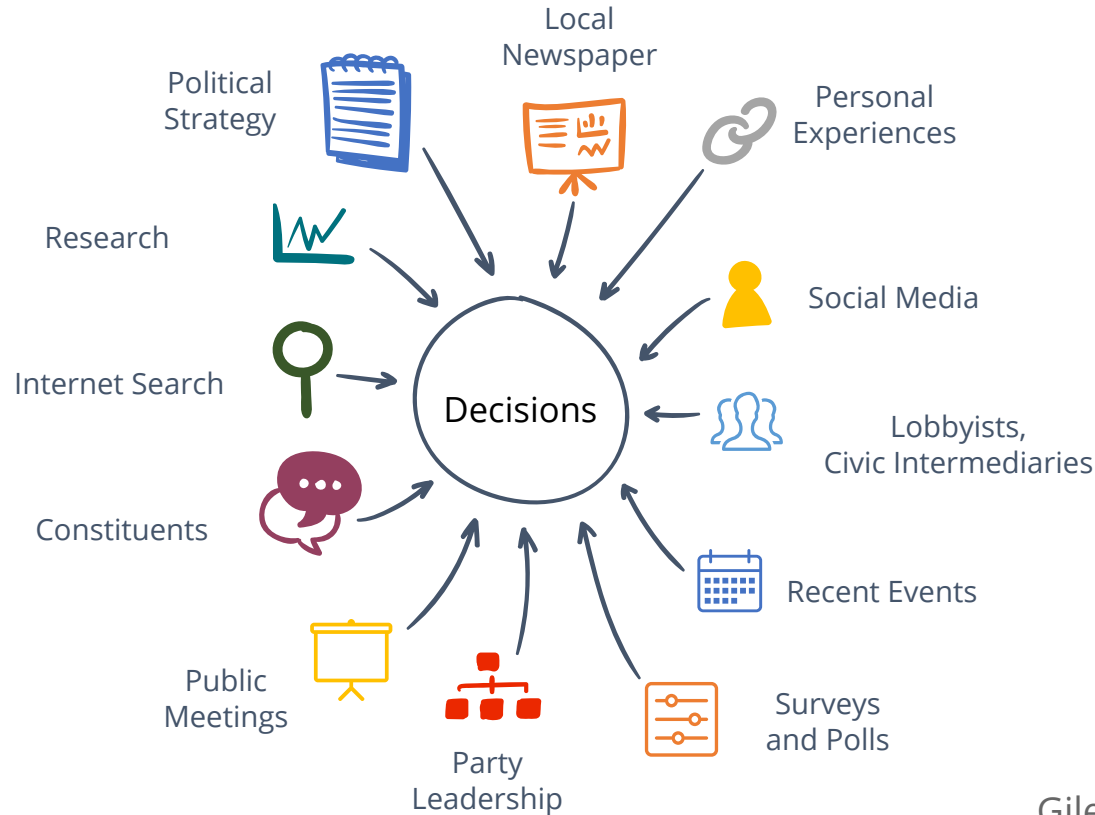 Local
Newspaper
Political
Strategy
Personal
Experiences
Research
Social Media
Internet Search
Decisions
Lobbyists,
Civic Intermediaries
Constituents
Recent Events
Public
Meetings
Surveys
and Polls
Party
Leadership